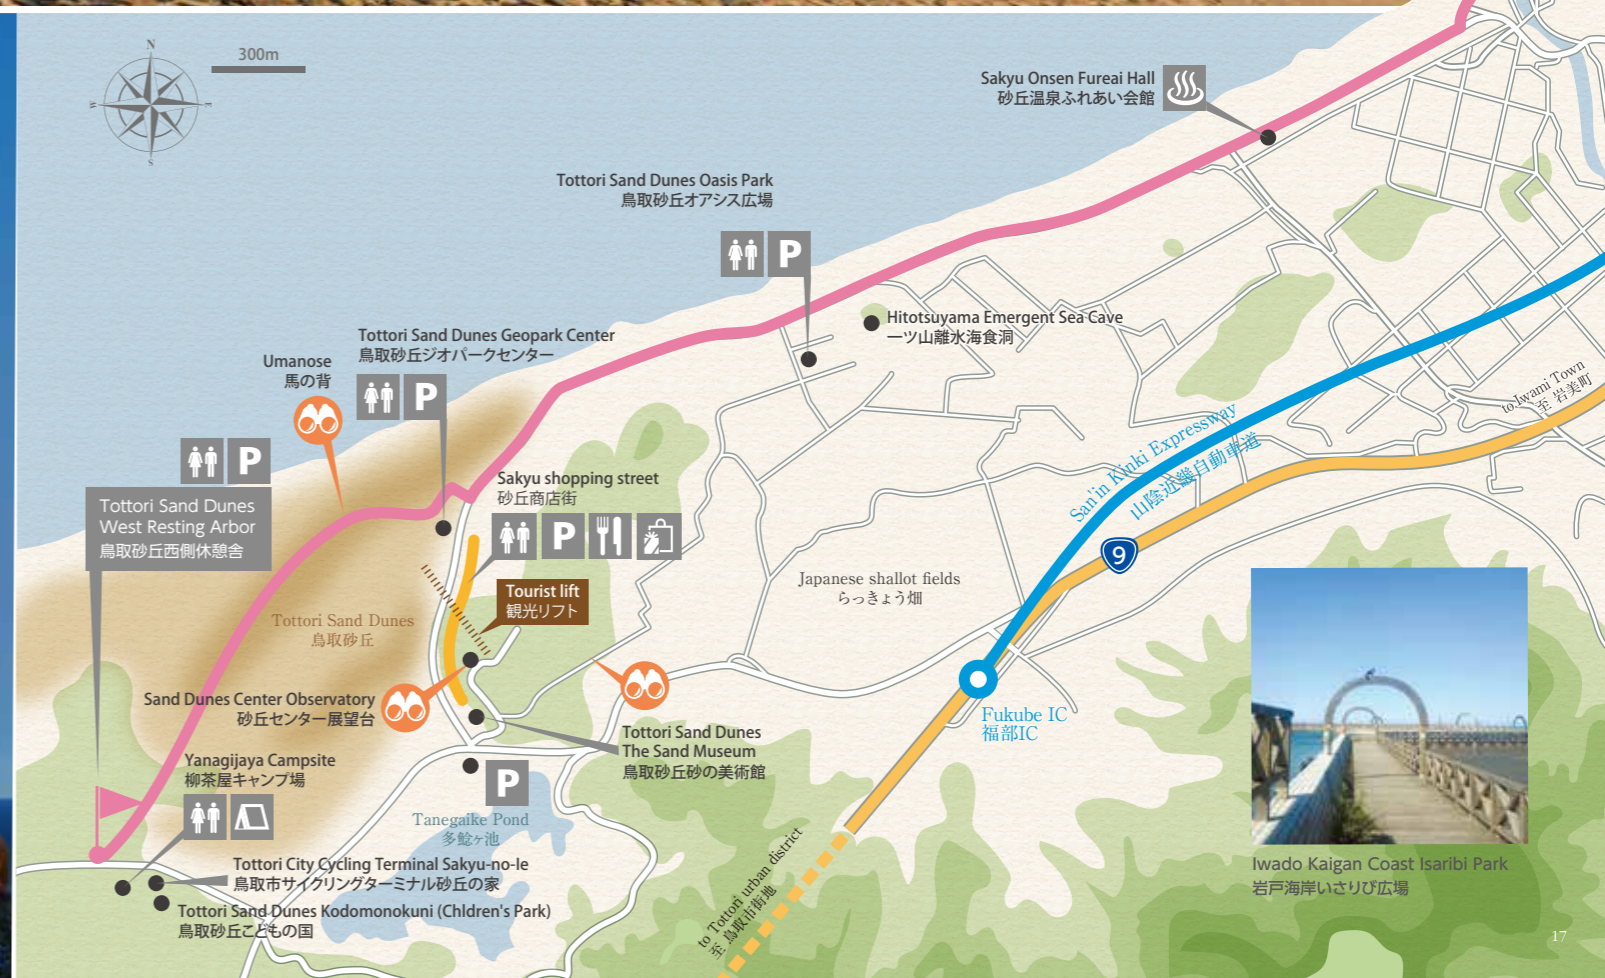 N
W
E
S
300m
Sakyu Onsen Fureai Hall
砂丘温泉ふれあい会館
Tottori Sand Dunes Oasis Park
鳥取砂丘オアシス広場
P
Hitotsuyama Emergent Sea Cave
一ツ山離水海食洞
Tottori Sand Dunes Geopark Center
鳥取砂丘ジオパークセンター
P
Umanose
馬の背
P
Tottori Sand Dunes
West Resting Arbor
鳥取砂丘西側休憩舎
Sakyu shopping street
砂丘商店街
P
Tourist lift
観光リフト
San'in Kinki Expressway
山陰近畿自動車道
to Iwami Town
至 岩美町
9
Japanese shallot fields
らっきょう畑
Tottori Sand Dunes
鳥取砂丘
Sand Dunes Center Observatory
砂丘センター展望台
Fukube IC
福部IC
Tottori Sand Dunes
The Sand Museum
鳥取砂丘砂の美術館
Yanagijaya Campsite
柳茶屋キャンプ場
P
Tanegaike Pond
多鯰ヶ池
to Tottori urban district
至 鳥取市街地
Tottori City Cycling Terminal Sakyu-no-Ie
鳥取市サイクリングターミナル砂丘の家
Tottori Sand Dunes Kodomonokuni (Chldren's Park)
鳥取砂丘こどもの国
Iwado Kaigan Coast Isaribi Park
岩戸海岸いさりび広場
17